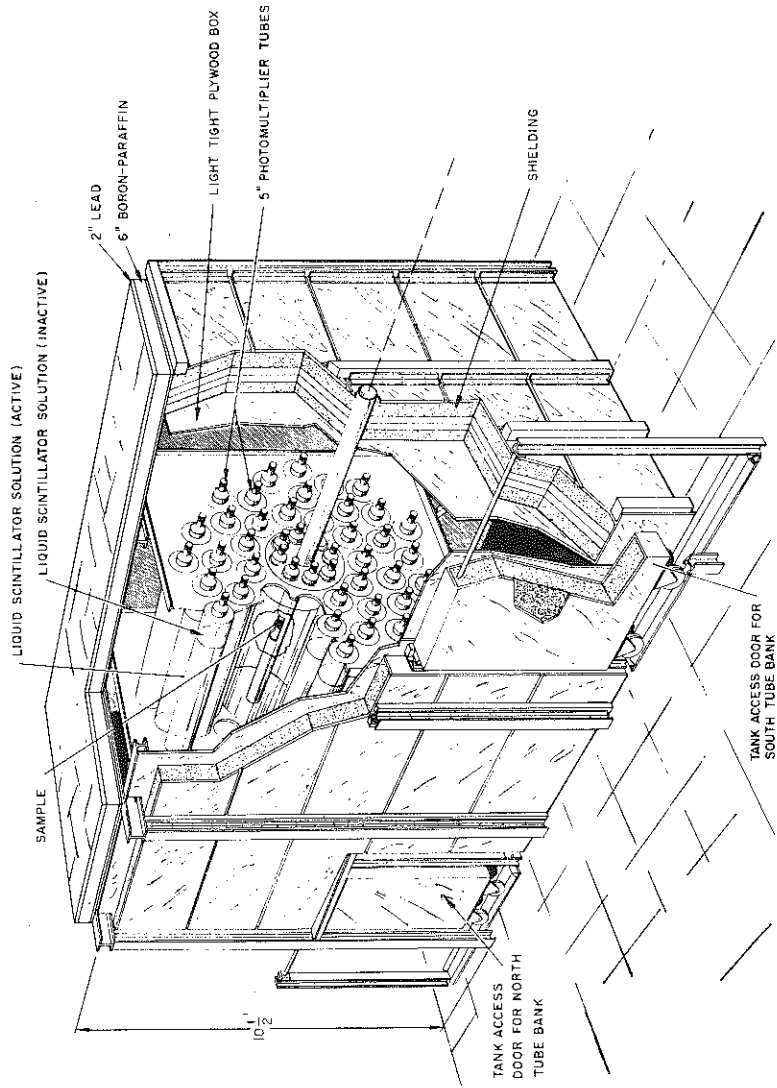 LIQUID SCINTILLATOR SOLUTION (ACTIVE)
LIQUID SCINTILLATOR SOLUTION (INACTIVE)
2" LEAD
6" BORON-PARAFFIN
LIGHT TIGHT PLYWOOD BOX
5" PHOTOMULTIPLIER TUBES
SAMPLE
SHIELDING
10 1/2'
TANK ACCESS
DOOR FOR NORTH
TUBE BANK
TANK ACCESS DOOR FOR
SOUTH TUBE BANK